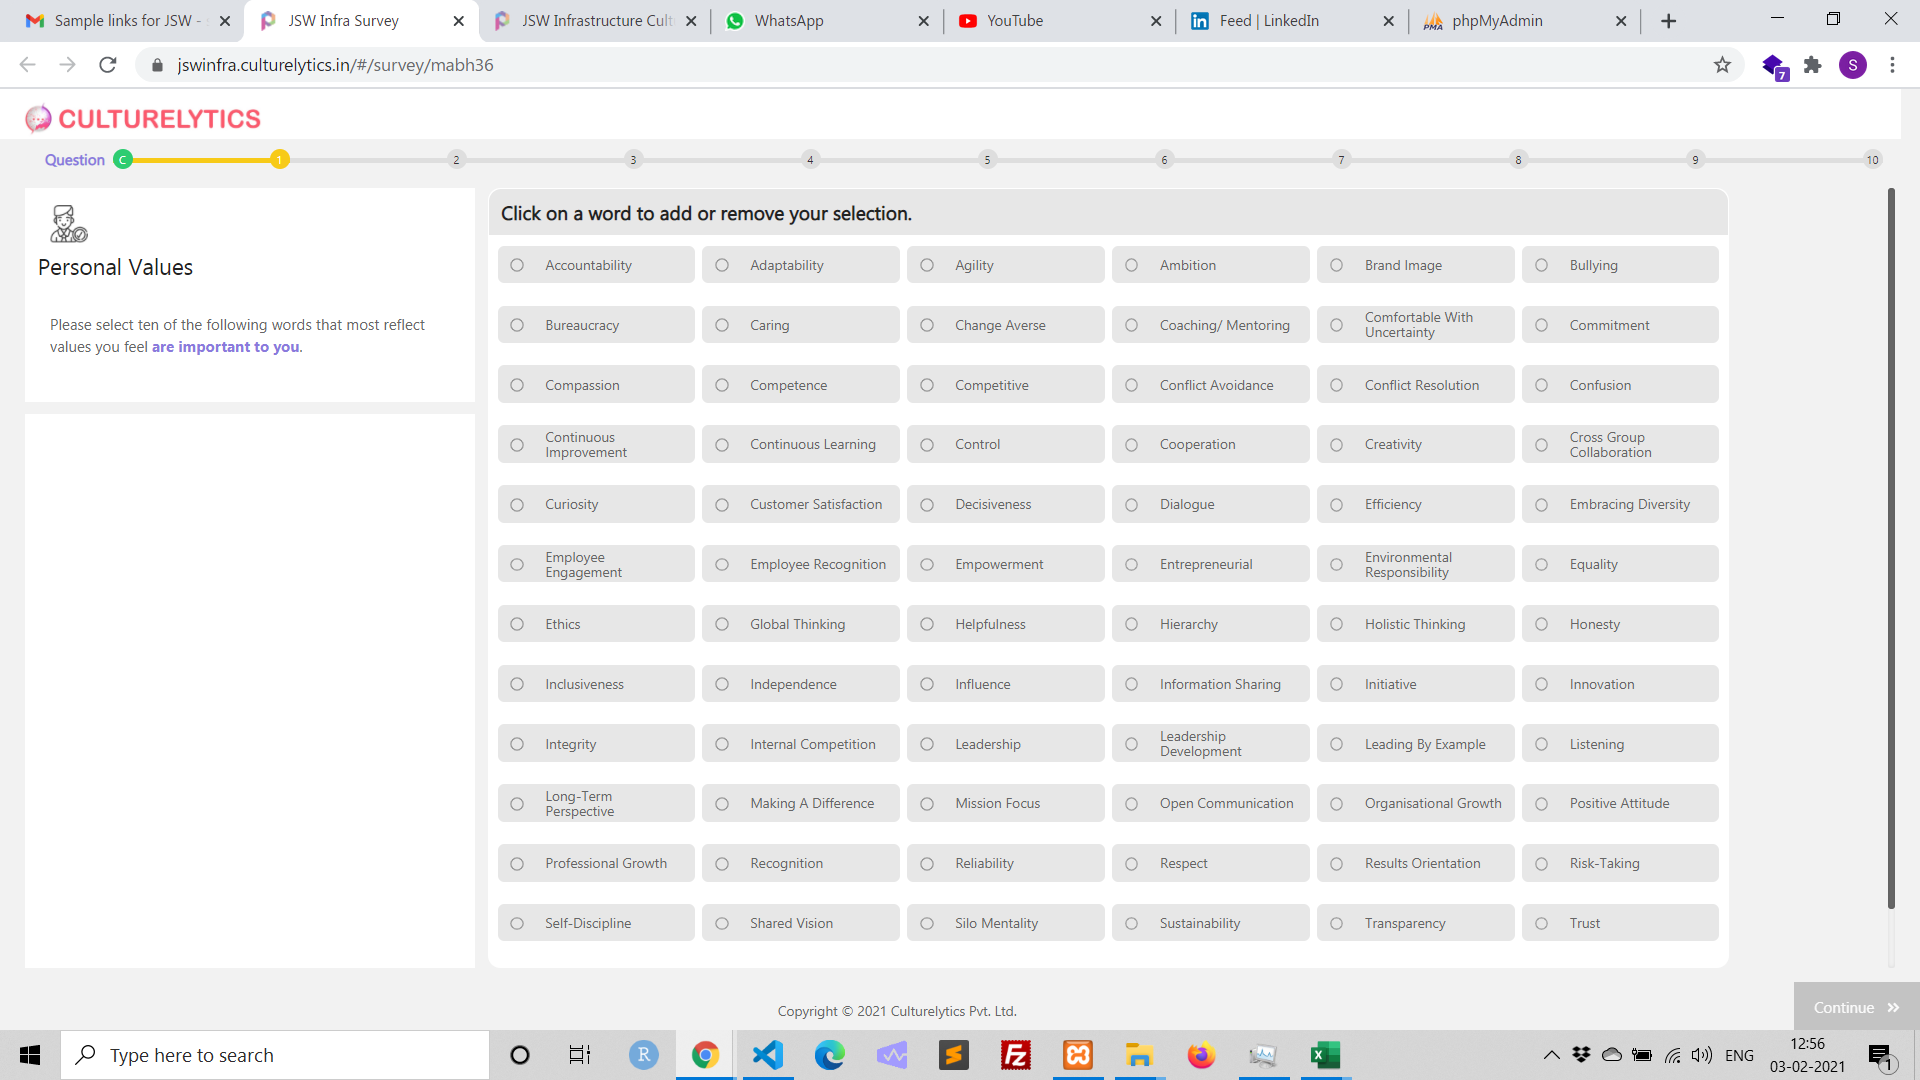 Sample links for JSW -
JSW Infra Survey
JSW Infrastructure Cult
WhatsApp
YouTube
Feed | LinkedIn
phpMyAdmin
jswinfra.culturelytics.in/#/survey/mabh36
7
S
CULTURELYTICS
Question C 1 2 3 4 5 6 7 8 9 10
Personal Values
Please select ten of the following words that most reflect
values you feel are important to you.
Click on a word to add or remove your selection.
Accountability
Adaptability
Agility
Ambition
Brand Image
Bullying
Bureaucracy
Caring
Change Averse
Coaching/ Mentoring
Comfortable With
Uncertainty
Commitment
Compassion
Competence
Competitive
Conflict Avoidance
Conflict Resolution
Confusion
Continuous
Improvement
Continuous Learning
Control
Cooperation
Creativity
Cross Group
Collaboration
Curiosity
Customer Satisfaction
Decisiveness
Dialogue
Efficiency
Embracing Diversity
Employee
Engagement
Employee Recognition
Empowerment
Entrepreneurial
Environmental
Responsibility
Equality
Ethics
Global Thinking
Helpfulness
Hierarchy
Holistic Thinking
Honesty
Inclusiveness
Independence
Influence
Information Sharing
Initiative
Innovation
Integrity
Internal Competition
Leadership
Leadership
Development
Leading By Example
Listening
Long-Term
Perspective
Making A Difference
Mission Focus
Open Communication
Organisational Growth
Positive Attitude
Professional Growth
Recognition
Reliability
Respect
Results Orientation
Risk-Taking
Self-Discipline
Shared Vision
Silo Mentality
Sustainability
Transparency
Trust
Copyright © 2021 Culturelytics Pvt. Ltd.
Continue »
Type here to search
R
ENG
12:56
03-02-2021
1